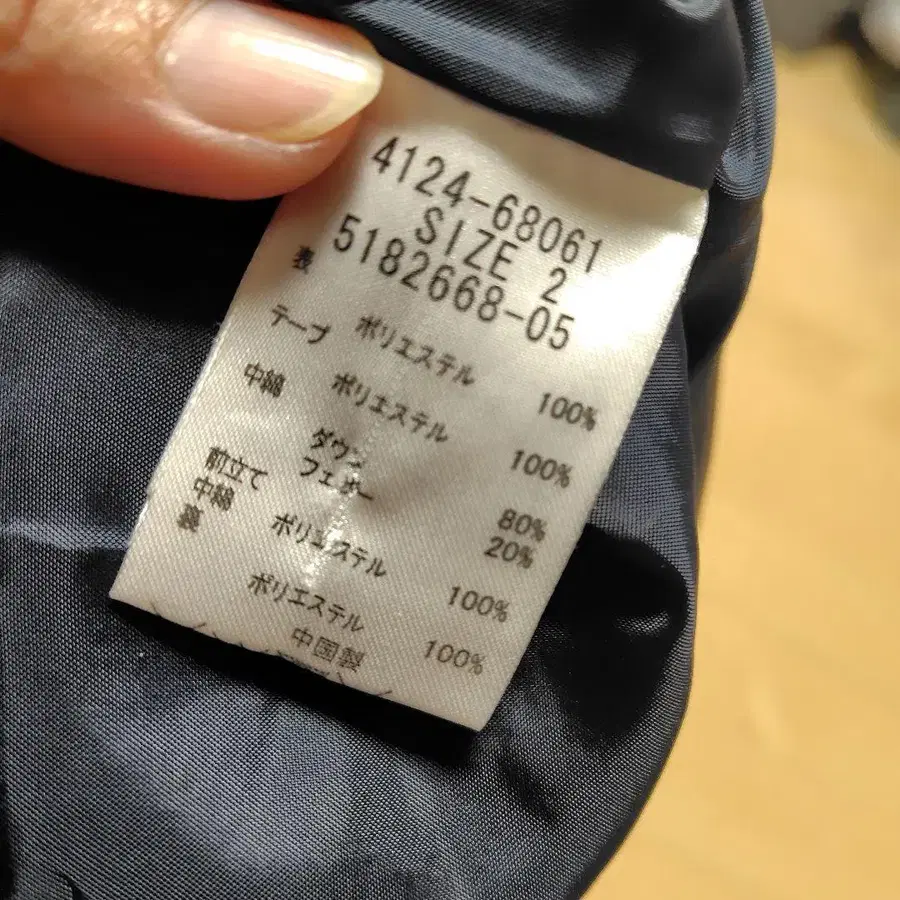 4124-68061
SIZE 2
5182668-05
表 ポリエステル 100%
テープ ポリエステル 100%
中綿 ダウン 80%
フェザー 20%
前立て中綿 ポリエステル 100%
ポリエステル 100%
中国製